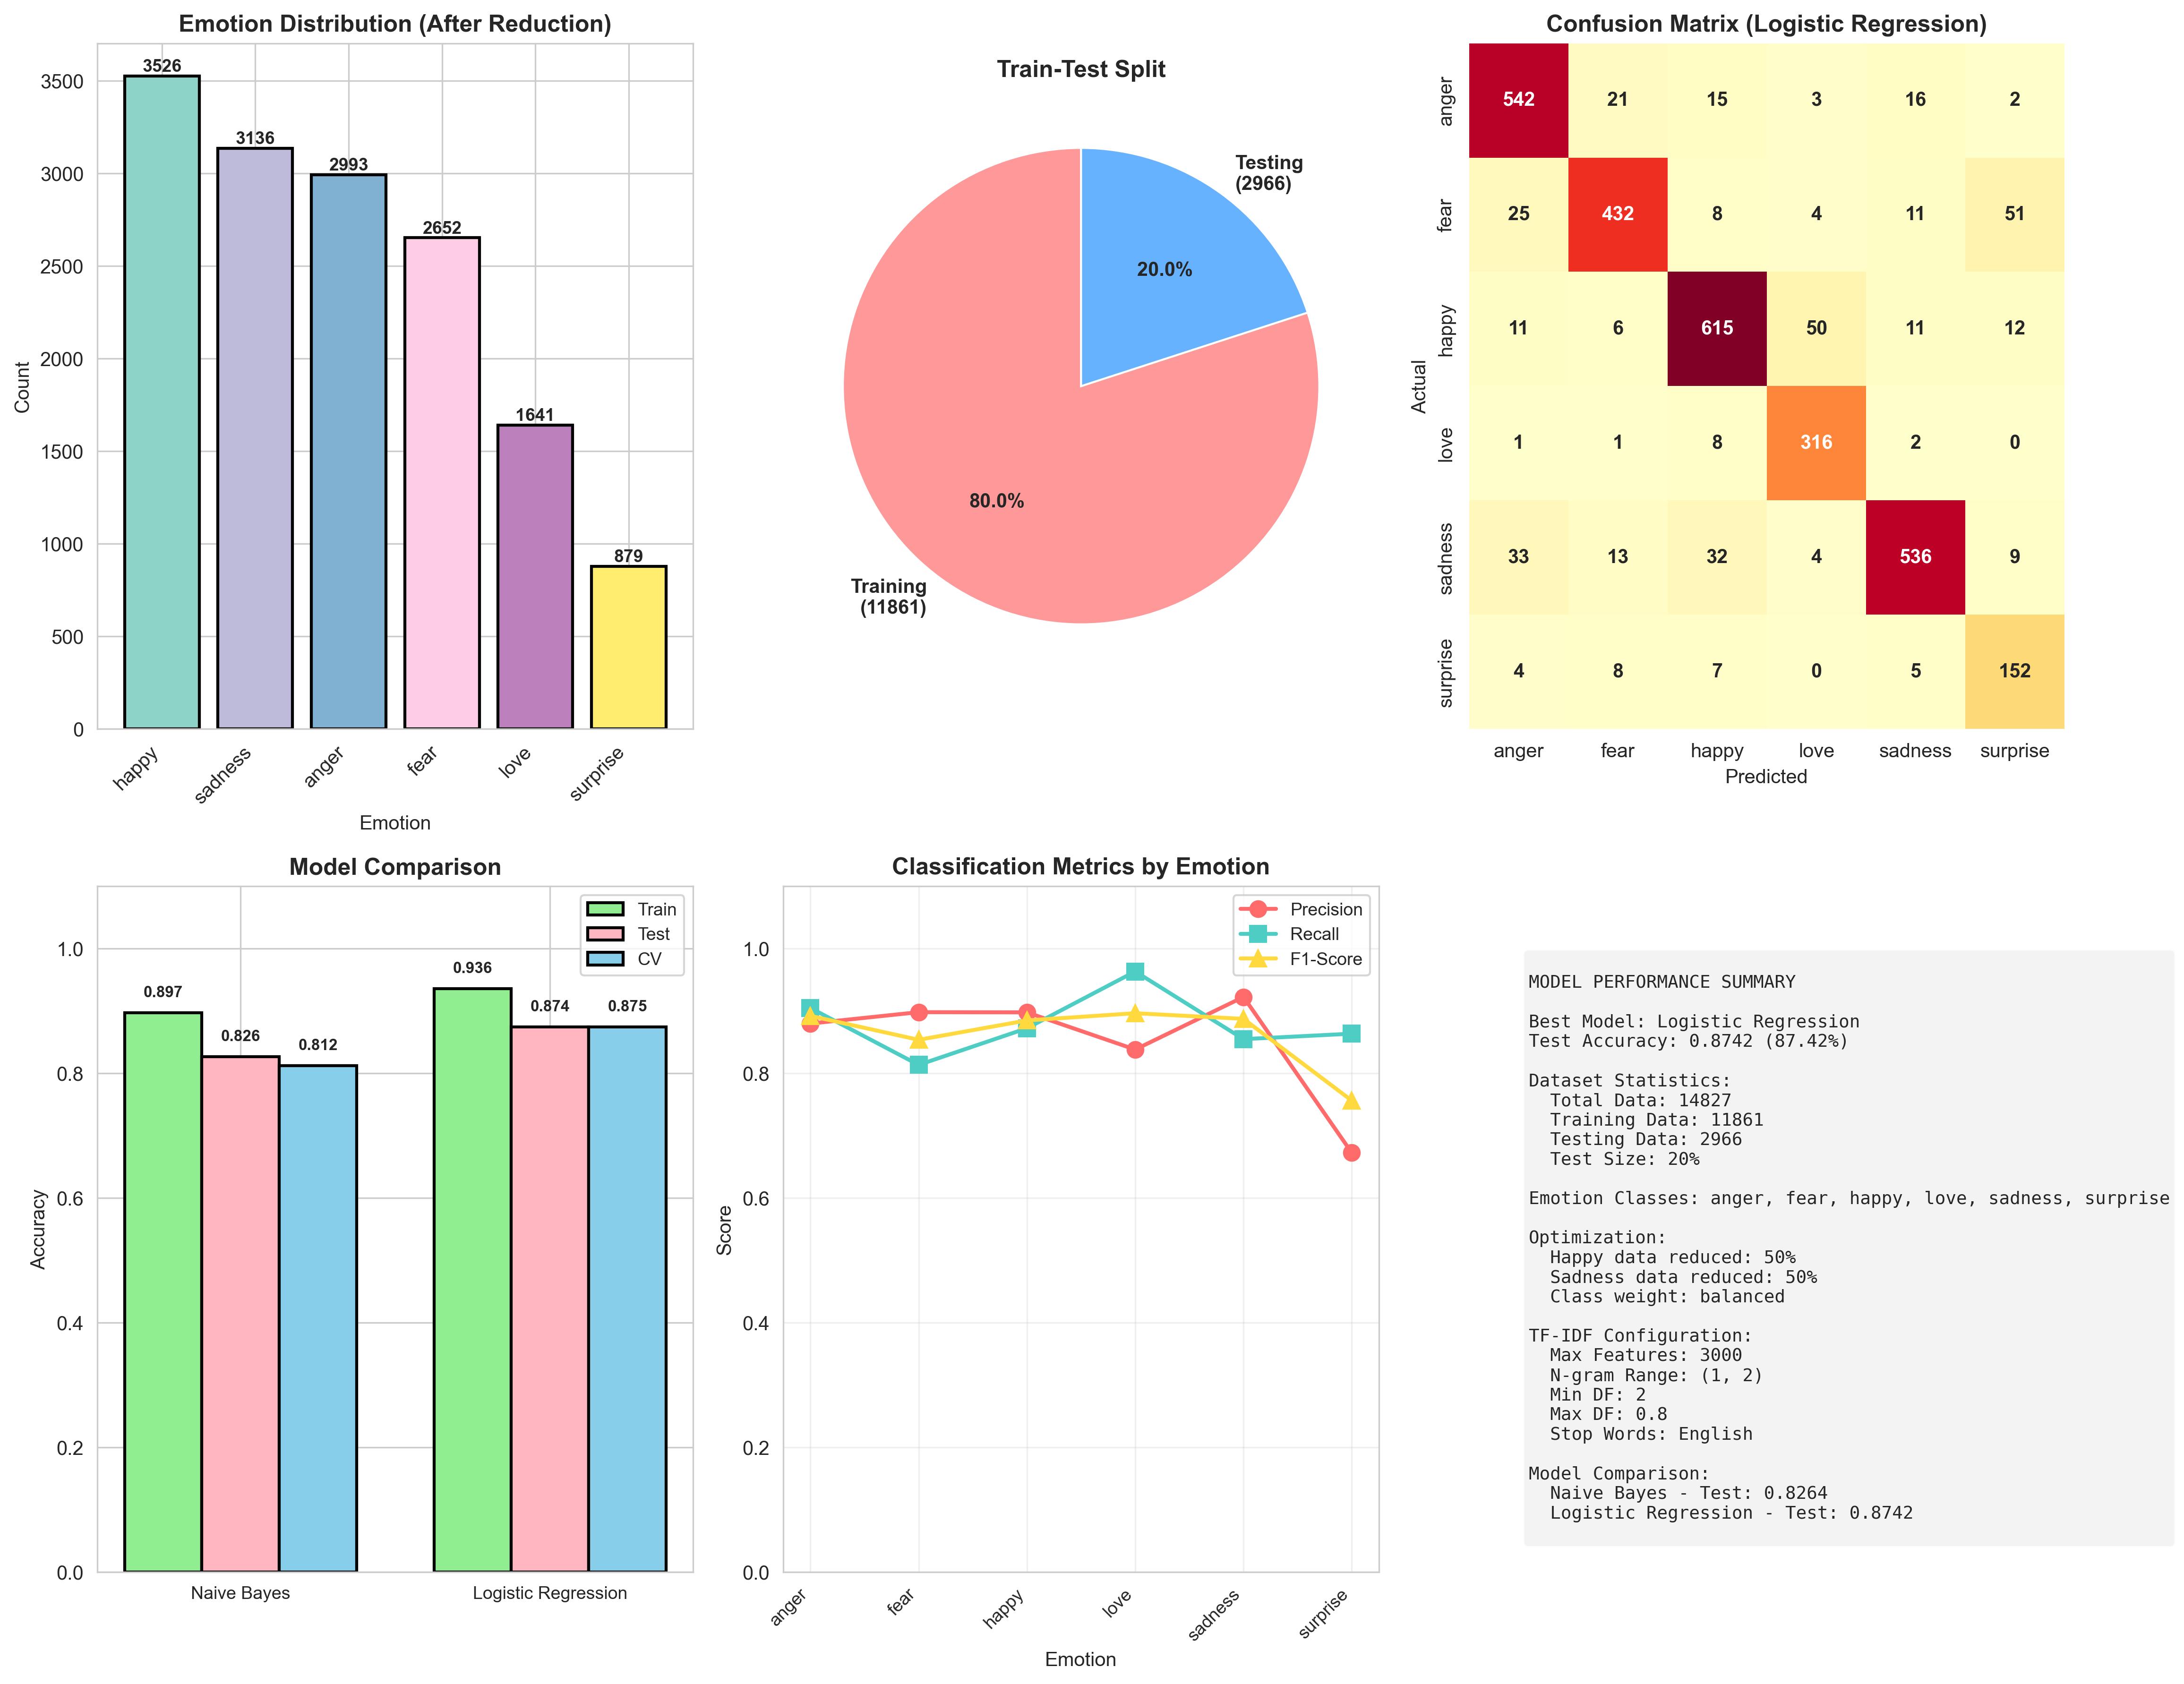 Emotion Distribution (After Reduction)
Count
3500
3000
2500
2000
1500
1000
500
0
3526
3136
2993
2652
1641
879
happy
sadness
anger
fear
love
surprise
Emotion
Train-Test Split
Testing
(2966)
20.0%
80.0%
Training
(11861)
Confusion Matrix (Logistic Regression)
Actual
anger 542 21 15 3 16 2
fear 25 432 8 4 11 51
happy 11 6 615 50 11 12
love 1 1 8 316 2 0
sadness 33 13 32 4 536 9
surprise 4 8 7 0 5 152
anger fear happy love sadness surprise
Predicted
Model Comparison
Train
Test
CV
Accuracy
1.0
0.8
0.6
0.4
0.2
0.0
0.897
0.826
0.812
0.936
0.874
0.875
Naive Bayes
Logistic Regression
Classification Metrics by Emotion
Precision
Recall
F1-Score
Score
1.0
0.8
0.6
0.4
0.2
0.0
anger
fear
happy
love
sadness
surprise
Emotion
MODEL PERFORMANCE SUMMARY
Best Model: Logistic Regression
Test Accuracy: 0.8742 (87.42%)
Dataset Statistics:
Total Data: 14827
Training Data: 11861
Testing Data: 2966
Test Size: 20%
Emotion Classes: anger, fear, happy, love, sadness, surprise
Optimization:
Happy data reduced: 50%
Sadness data reduced: 50%
Class weight: balanced
TF-IDF Configuration:
Max Features: 3000
N-gram Range: (1, 2)
Min DF: 2
Max DF: 0.8
Stop Words: English
Model Comparison:
Naive Bayes - Test: 0.8264
Logistic Regression - Test: 0.8742